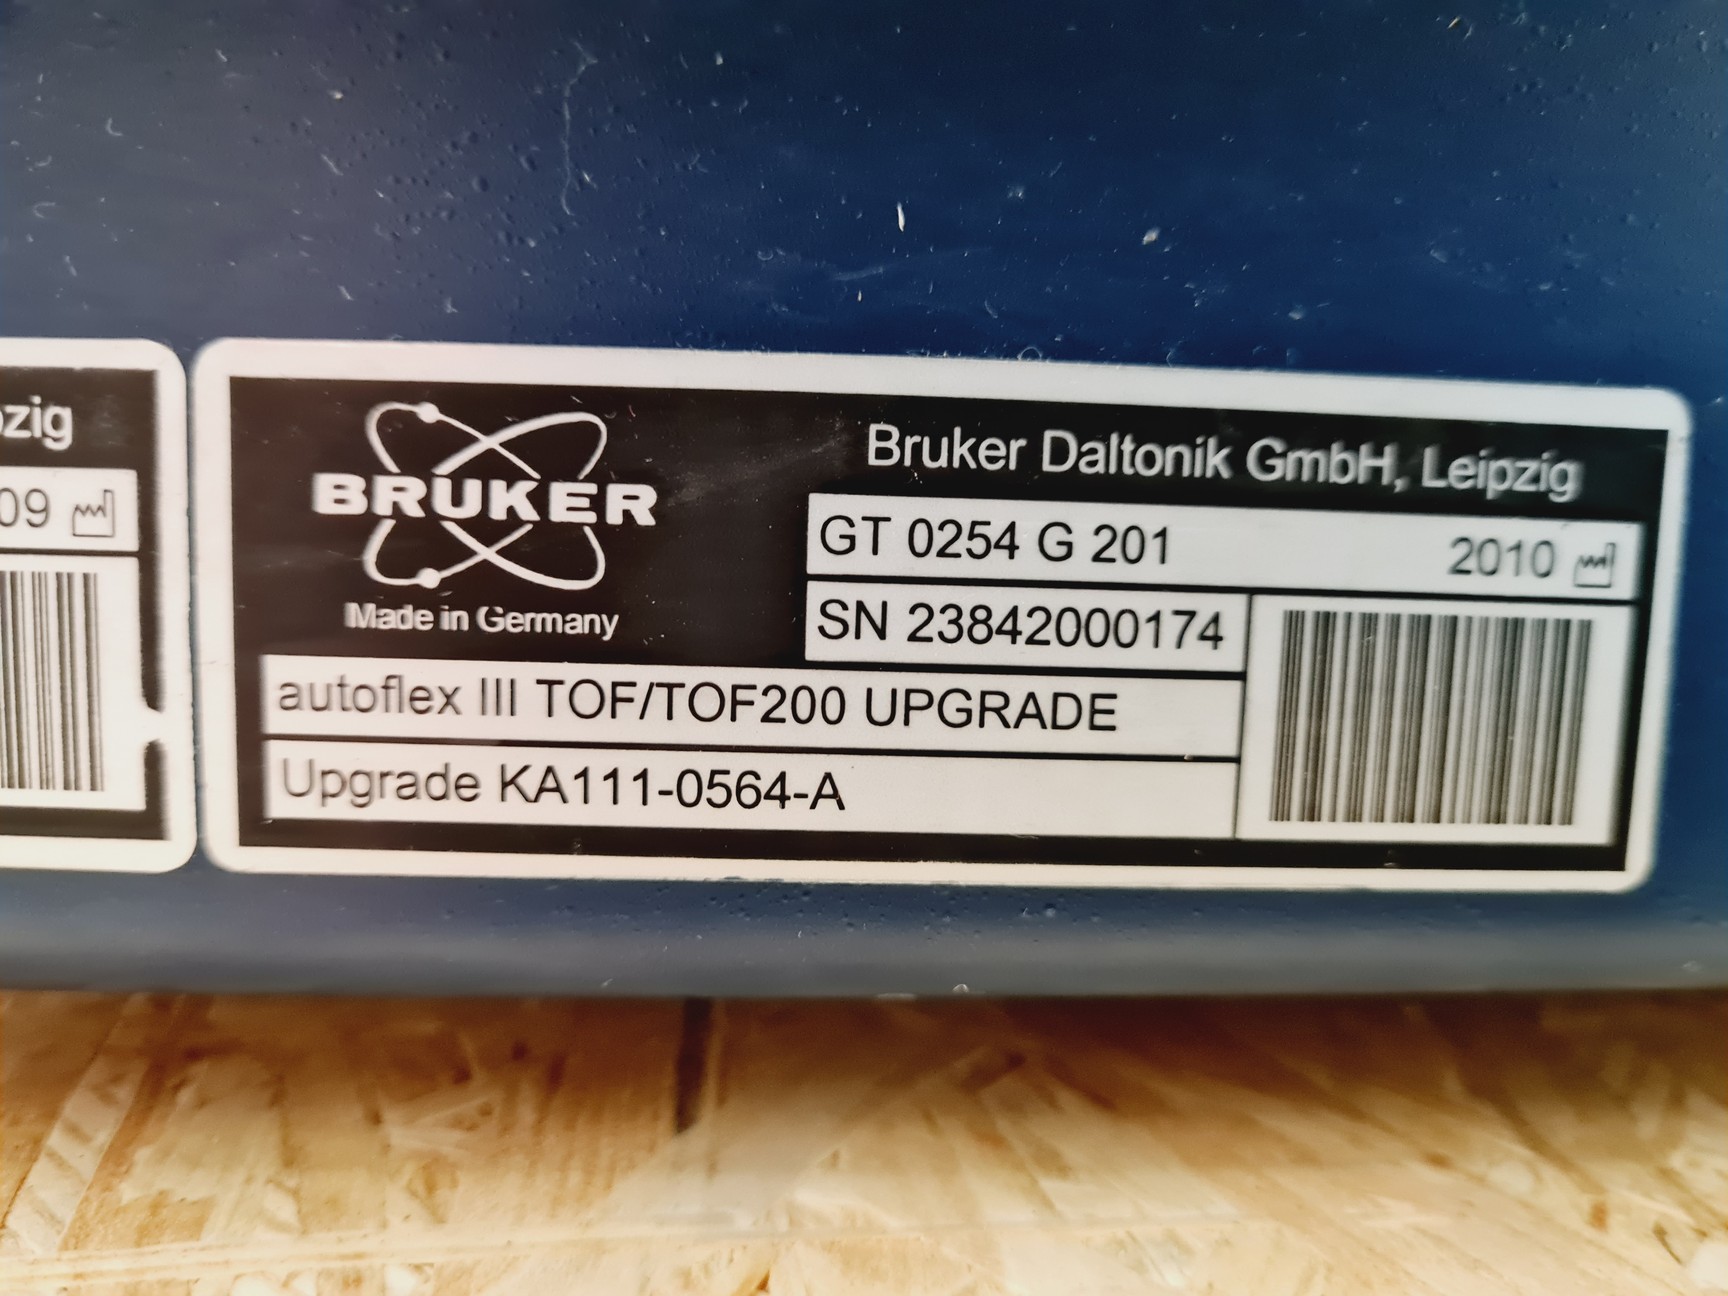 09
BRUKER
Made in Germany
Bruker Daltonik GmbH, Leipzig
GT 0254 G 201 2010
SN 23842000174
autoflex III TOF/TOF200 UPGRADE
Upgrade KA111-0564-A